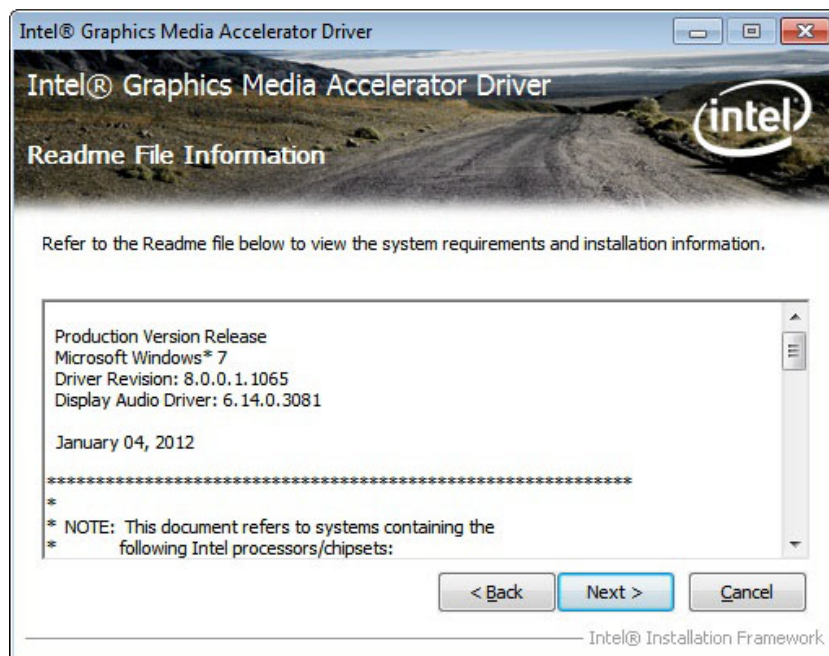 Intel® Graphics Media Accelerator Driver
Intel® Graphics Media Accelerator Driver
intel
Readme File Information
Refer to the Readme file below to view the system requirements and installation information.
Production Version Release
Microsoft Windows* 7
Driver Revision: 8.0.0.1.1065
Display Audio Driver: 6.14.0.3081
January 04, 2012
************************************************************
*
* NOTE: This document refers to systems containing the
* following Intel processors/chipsets:
< Back Next > Cancel
Intel® Installation Framework